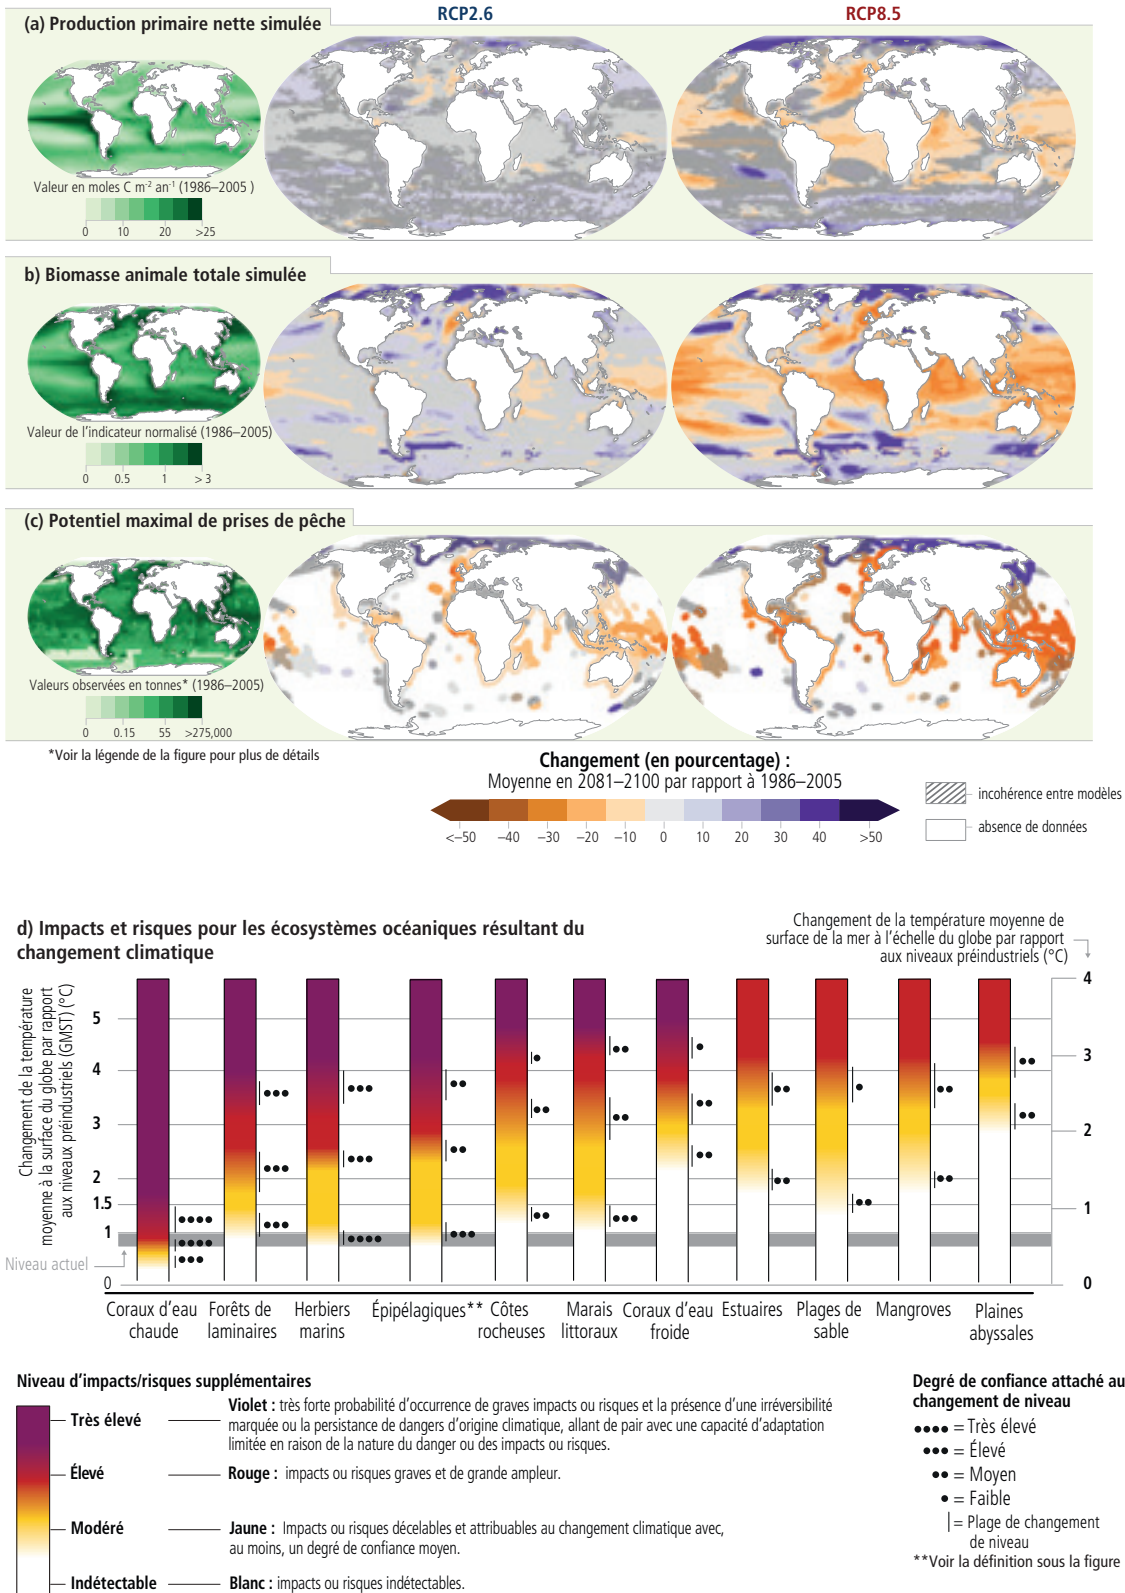 RCP2.6
RCP8.5
(a) Production primaire nette simulée
Valeur en moles C m-2 an-1 (1986–2005 )
0 10 20 >25
b) Biomasse animale totale simulée
Valeur de l'indicateur normalisé (1986–2005)
0 0.5 1 > 3
(c) Potentiel maximal de prises de pêche
Valeurs observées en tonnes* (1986–2005)
0 0.15 55 >275,000
*Voir la légende de la figure pour plus de détails
Changement (en pourcentage) :
Moyenne en 2081–2100 par rapport à 1986–2005
<–50 –40 –30 –20 –10 0 10 20 30 40 >50
incohérence entre modèles
absence de données
d) Impacts et risques pour les écosystèmes océaniques résultant du
changement climatique
Changement de la température moyenne de
surface de la mer à l'échelle du globe par rapport
aux niveaux préindustriels (°C)
Changement de la température
moyenne à la surface du globe par rapport
aux niveaux préindustriels (GMST) (°C)
5
4
3
2
1.5
1
0
Niveau actuel
4
3
2
1
0
Coraux d'eau
chaude
Forêts de
laminaires
Herbiers
marins
Épipélagiques**
Côtes
rocheuses
Marais
littoraux
Coraux d'eau
froide
Estuaires
Plages de
sable
Mangroves
Plaines
abyssales
Niveau d'impacts/risques supplémentaires
Très élevé
Violet : très forte probabilité d'occurrence de graves impacts ou risques et la présence d'une irréversibilité
marquée ou la persistance de dangers d'origine climatique, allant de pair avec une capacité d'adaptation
limitée en raison de la nature du danger ou des impacts ou risques.
Élevé
Rouge : impacts ou risques graves et de grande ampleur.
Modéré
Jaune : Impacts ou risques décelables et attribuables au changement climatique avec,
au moins, un degré de confiance moyen.
Indétectable
Blanc : impacts ou risques indétectables.
Degré de confiance attaché au
changement de niveau
•••• = Très élevé
••• = Élevé
•• = Moyen
• = Faible
| = Plage de changement
de niveau
**Voir la définition sous la figure